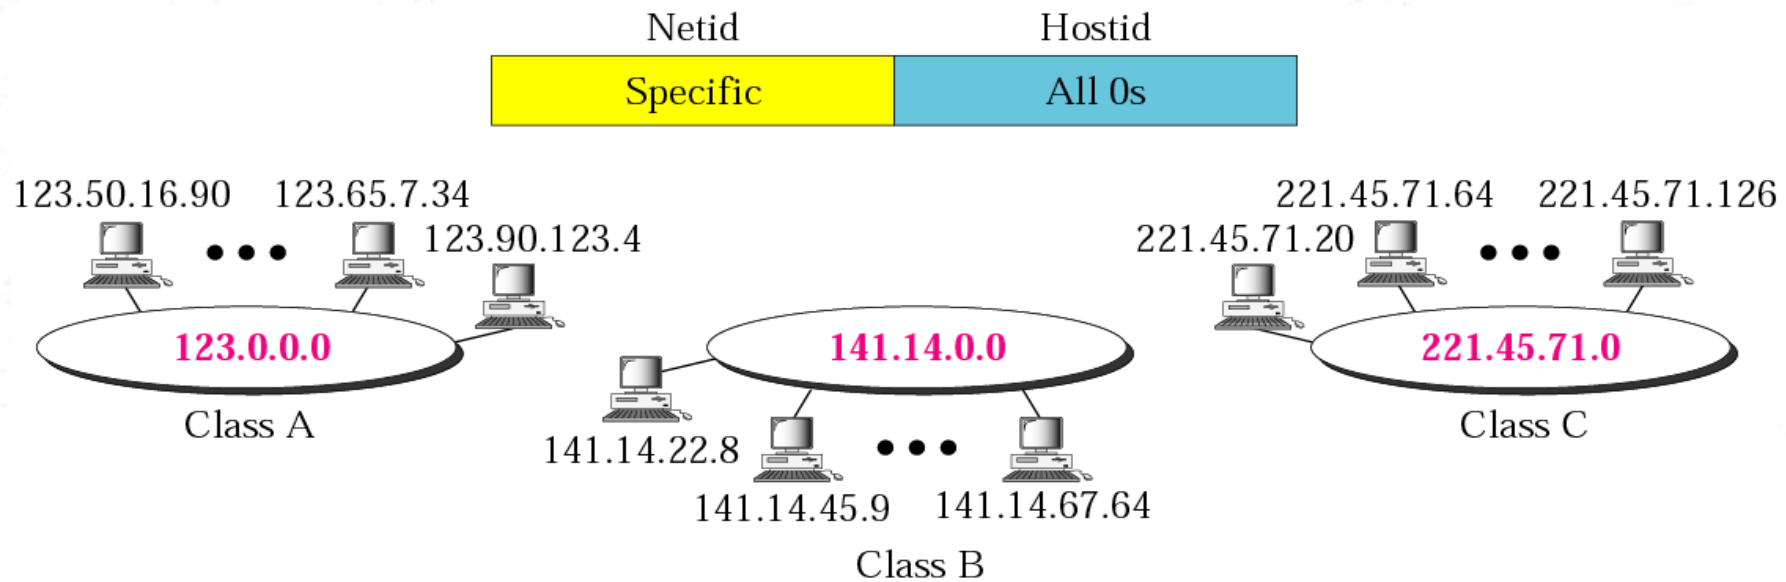 Netid Hostid
Specific All 0s
123.50.16.90 123.65.7.34
123.90.123.4
123.0.0.0
Class A
141.14.0.0
141.14.22.8
141.14.45.9 141.14.67.64
Class B
221.45.71.64 221.45.71.126
221.45.71.20
221.45.71.0
Class C